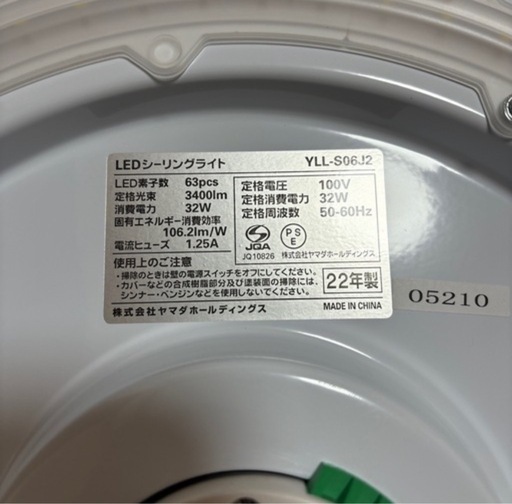 LEDシーリングライト YLL-S06J2
LED素子数 63pcs
定格光束 3400lm
消費電力 32W
固有エネルギー消費効率
106.2lm/W
電流ヒューズ 1.25A
定格電圧 100V
定格消費電力 32W
定格周波数 50-60Hz
JQA
JQ10826
PSE
株式会社ヤマダホールディングス
使用上のご注意
・掃除のときは壁の電源スイッチをオフにしてください。
・カバーなどの合成樹脂部分及び塗装面の掃除には、
シンナー・ベンジンなどを使用しないでください。
22年製
株式会社ヤマダホールディングス MADE IN CHINA
05210